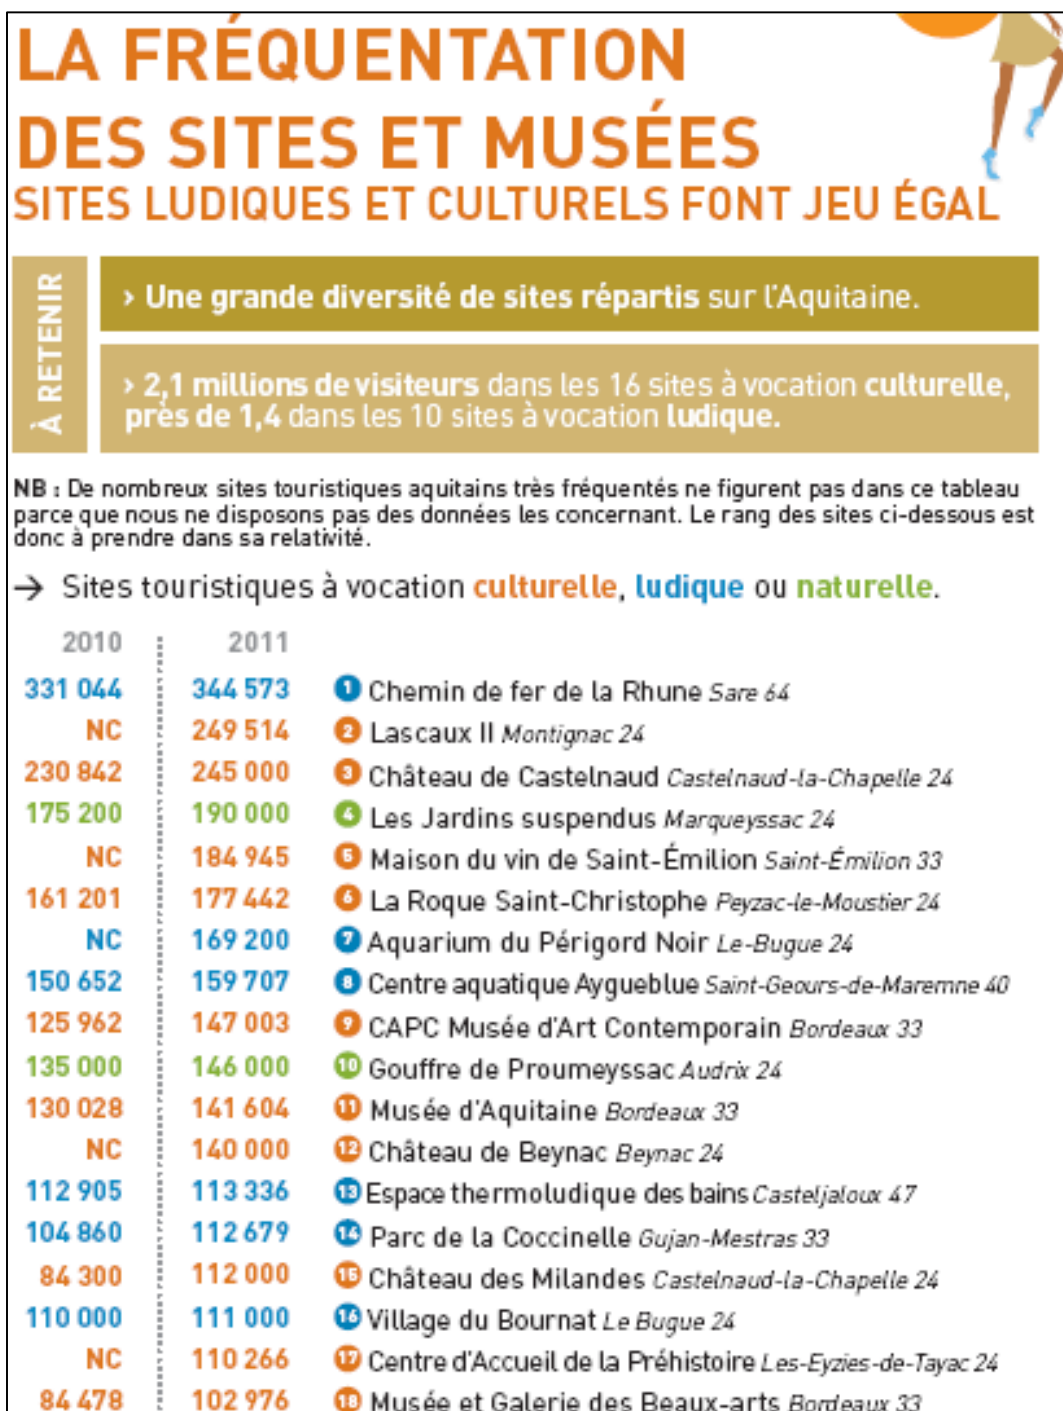 LA FRÉQUENTATION
DES SITES ET MUSÉES
SITES LUDIQUES ET CULTURELS FONT JEU ÉGAL
À RETENIR
› Une grande diversité de sites répartis sur l'Aquitaine.
› 2,1 millions de visiteurs dans les 16 sites à vocation culturelle,
près de 1,4 dans les 10 sites à vocation ludique.
NB : De nombreux sites touristiques aquitains très fréquentés ne figurent pas dans ce tableau
parce que nous ne disposons pas des données les concernant. Le rang des sites ci-dessous est
donc à prendre dans sa relativité.
→ Sites touristiques à vocation culturelle, ludique ou naturelle.
2010 2011
331 044 344 573 1 Chemin de fer de la Rhune Sare 64
NC 249 514 2 Lascaux II Montignac 24
230 842 245 000 3 Château de Castelnaud Castelnaud-la-Chapelle 24
175 200 190 000 4 Les Jardins suspendus Marqueyssac 24
NC 184 945 5 Maison du vin de Saint-Émilion Saint-Émilion 33
161 201 177 442 6 La Roque Saint-Christophe Peyzac-le-Moustier 24
NC 169 200 7 Aquarium du Périgord Noir Le-Bugue 24
150 652 159 707 8 Centre aquatique Aygueblue Saint-Geours-de-Maremne 40
125 962 147 003 9 CAPC Musée d'Art Contemporain Bordeaux 33
135 000 146 000 10 Gouffre de Proumeyssac Audrix 24
130 028 141 604 11 Musée d'Aquitaine Bordeaux 33
NC 140 000 12 Château de Beynac Beynac 24
112 905 113 336 13 Espace thermoludique des bains Casteljaloux 47
104 860 112 679 14 Parc de la Coccinelle Gujan-Mestras 33
84 300 112 000 15 Château des Milandes Castelnaud-la-Chapelle 24
110 000 111 000 16 Village du Bournat Le Bugue 24
NC 110 266 17 Centre d'Accueil de la Préhistoire Les-Eyzies-de-Tayac 24
84 478 102 976 18 Musée et Galerie des Beaux-arts Bordeaux 33